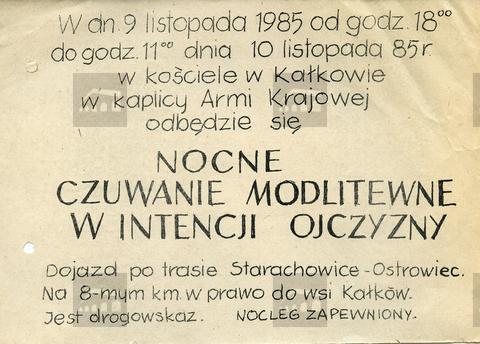 W dn. 9 listopada 1985 od godz. 18⁰⁰
do godz. 11⁰⁰ dnia 10 listopada 85 r.
w kościele w Kałkowie
w kaplicy Armi Krajowej
odbędzie się
NOCNE
CZUWANIE MODLITEWNE
W INTENCJI OJCZYZNY
Dojazd po trasie Starachowice - Ostrowiec.
Na 8-mym km. w prawo do wsi Kałków.
Jest drogowskaz. NOCLEG ZAPEWNIONY.